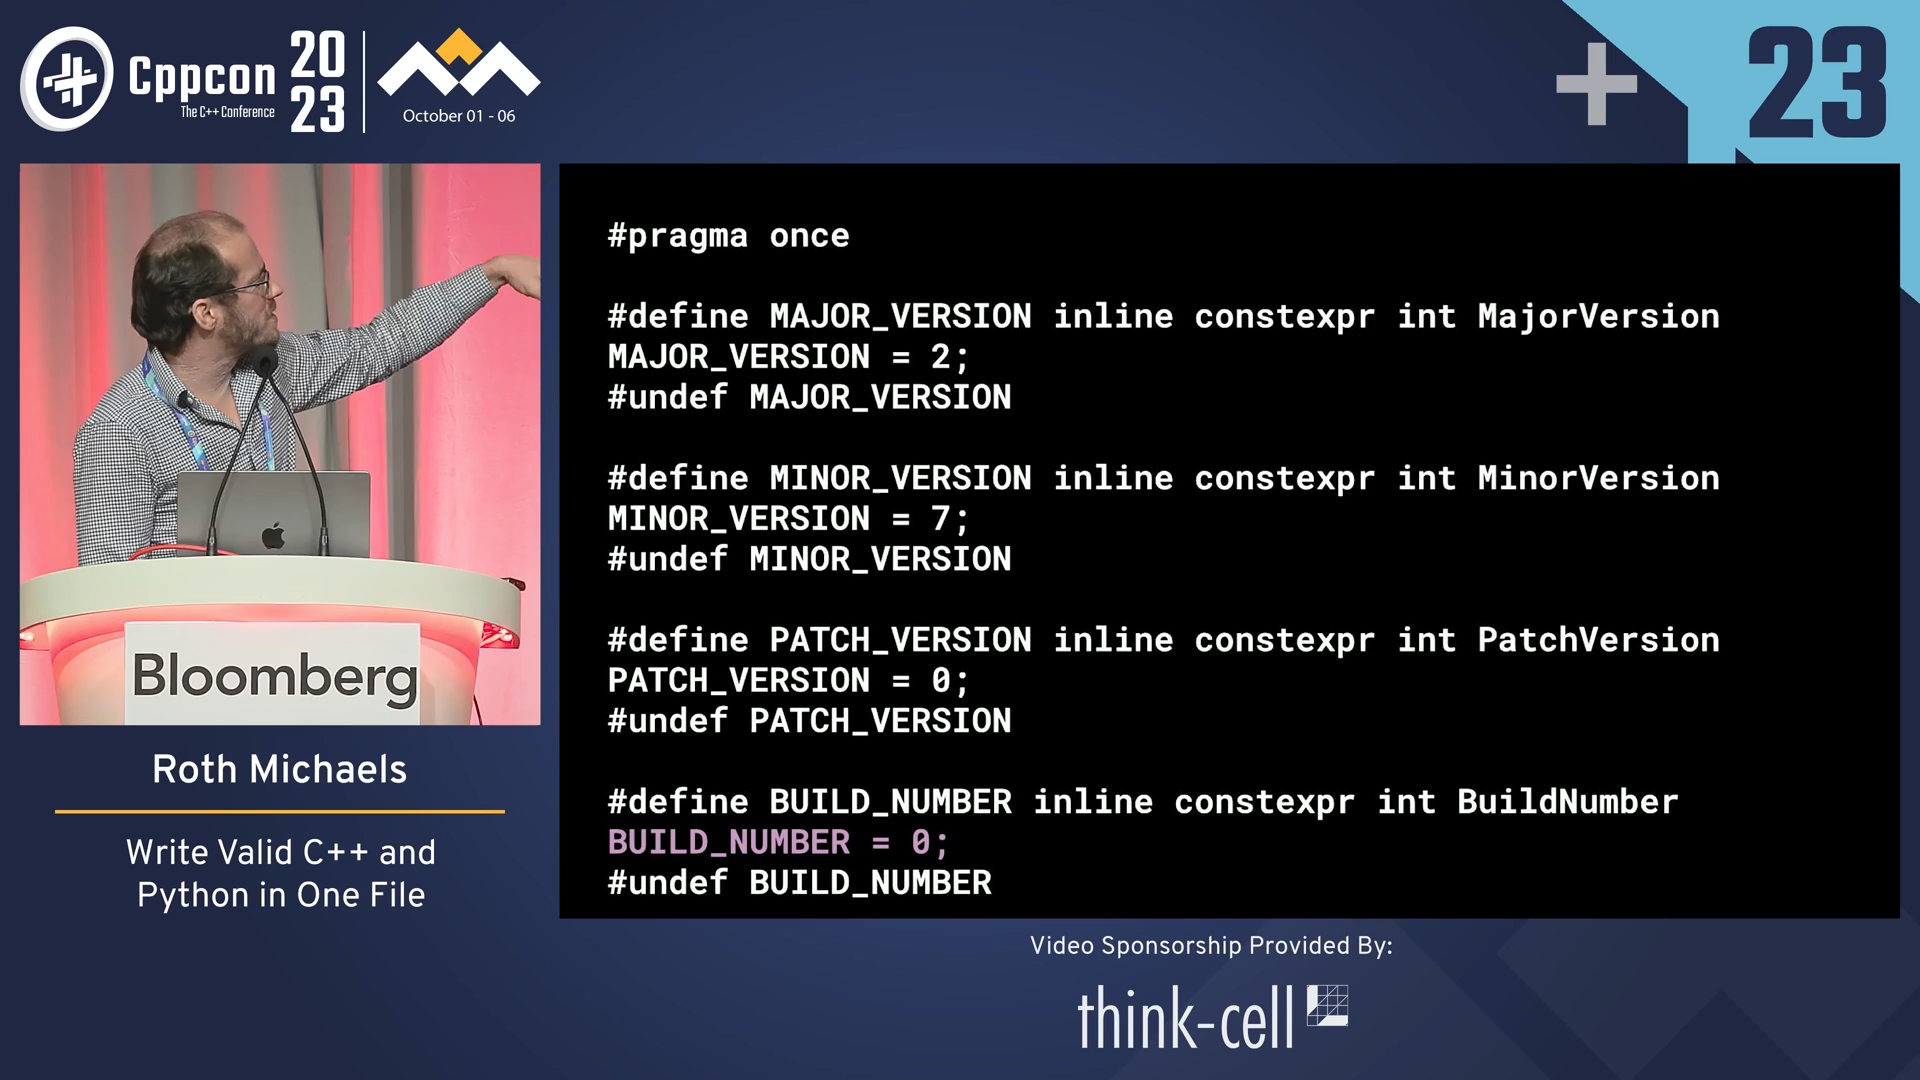 Cppcon
The C++ Conference
20
23
October 01 - 06
23
#pragma once
#define MAJOR_VERSION inline constexpr int MajorVersion
MAJOR_VERSION = 2;
#undef MAJOR_VERSION
#define MINOR_VERSION inline constexpr int MinorVersion
MINOR_VERSION = 7;
#undef MINOR_VERSION
#define PATCH_VERSION inline constexpr int PatchVersion
PATCH_VERSION = 0;
#undef PATCH_VERSION
#define BUILD_NUMBER inline constexpr int BuildNumber
BUILD_NUMBER = 0;
#undef BUILD_NUMBER
Bloomberg
Roth Michaels
Write Valid C++ and
Python in One File
Video Sponsorship Provided By:
think-cell